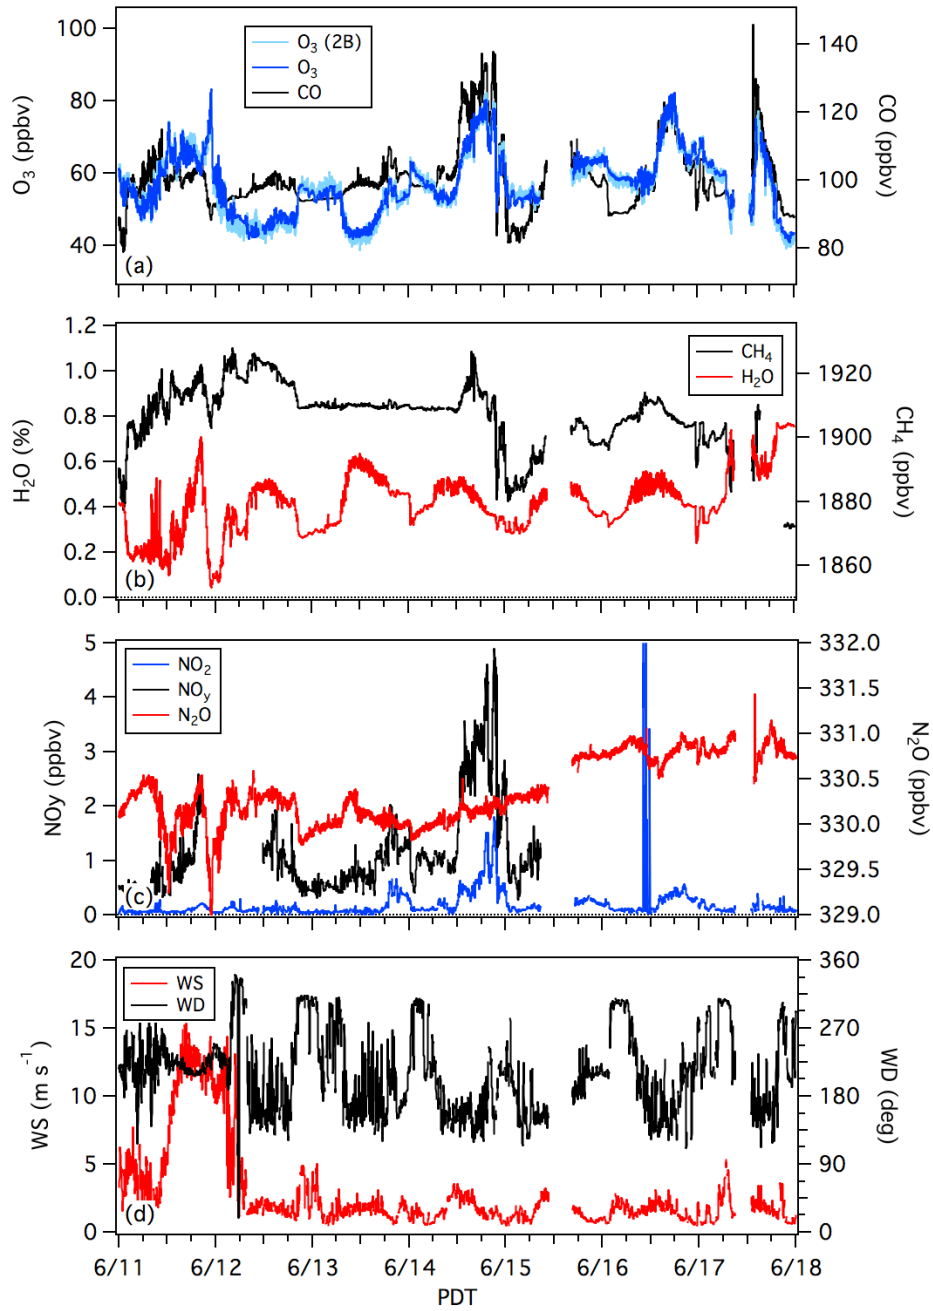 100
80
60
40
O3 (ppbv)
O3 (2B)
O3
CO
140
120
100
80
CO (ppbv)
(a)
1.2
1.0
0.8
0.6
0.4
0.2
0.0
H2O (%)
CH4
H2O
1920
1900
1880
1860
CH4 (ppbv)
(b)
5
4
3
2
1
0
NOy (ppbv)
NO2
NOy
N2O
332.0
331.5
331.0
330.5
330.0
329.5
329.0
N2O (ppbv)
(c)
20
15
10
5
0
WS (m s-1)
WS
WD
360
270
180
90
0
WD (deg)
(d)
6/11 6/12 6/13 6/14 6/15 6/16 6/17 6/18
PDT